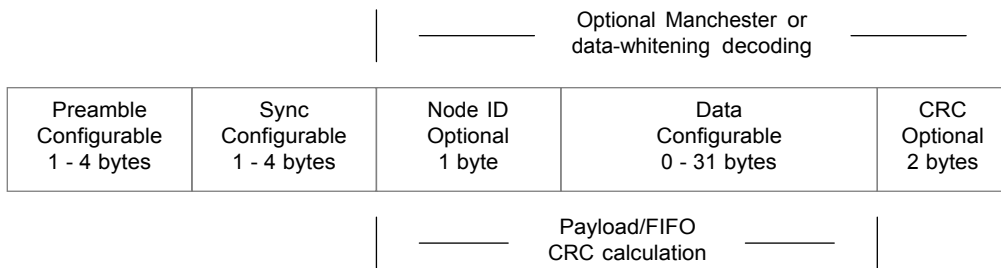 Optional Manchester or
data-whitening decoding
Preamble
Configurable
1 - 4 bytes
Sync
Configurable
1 - 4 bytes
Node ID
Optional
1 byte
Data
Configurable
0 - 31 bytes
CRC
Optional
2 bytes
Payload/FIFO
CRC calculation